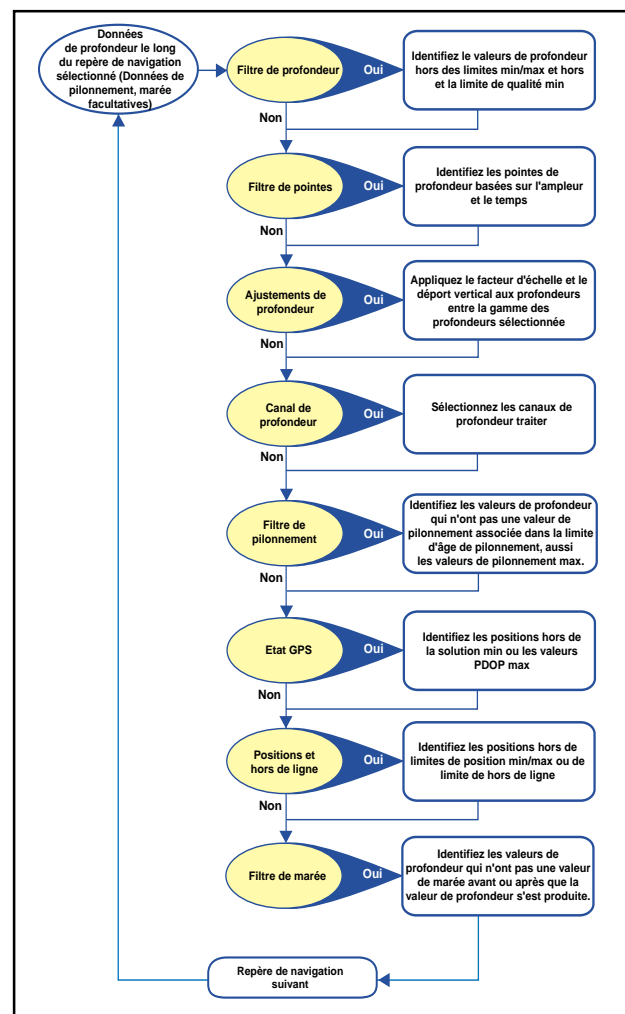 Données
de profondeur le long
du repère de navigation
sélectionné (Données de
pilonnement, marée
facultatives)
Filtre de profondeur
Oui
Identifiez le valeurs de profondeur
hors des limites min/max et hors
et la limite de qualité min
Non
Filtre de pointes
Oui
Identifiez les pointes de
profondeur basées sur l'ampleur
et le temps
Non
Ajustements de
profondeur
Oui
Appliquez le facteur d'échelle et le
déport vertical aux profondeurs
entre la gamme des
profondeurs sélectionnée
Non
Canal de
profondeur
Oui
Sélectionnez les canaux de
profondeur traiter
Non
Filtre de
pilonnement
Oui
Identifiez les valeurs de profondeur
qui n'ont pas une valeur de
pilonnement associée dans la limite
d'âge de pilonnement, aussi
les valeurs de pilonnement max.
Non
Etat GPS
Oui
Identifiez les positions hors de
la solution min ou les valeurs
PDOP max
Non
Positions et
hors de ligne
Oui
Identifiez les positions hors de
limites de position min/max ou de
limite de hors de ligne
Non
Filtre de marée
Oui
Identifiez les valeurs de
profondeur qui n'ont pas une valeur
de marée avant ou après que la
valeur de profondeur s'est produite.
Repère de navigation
suivant